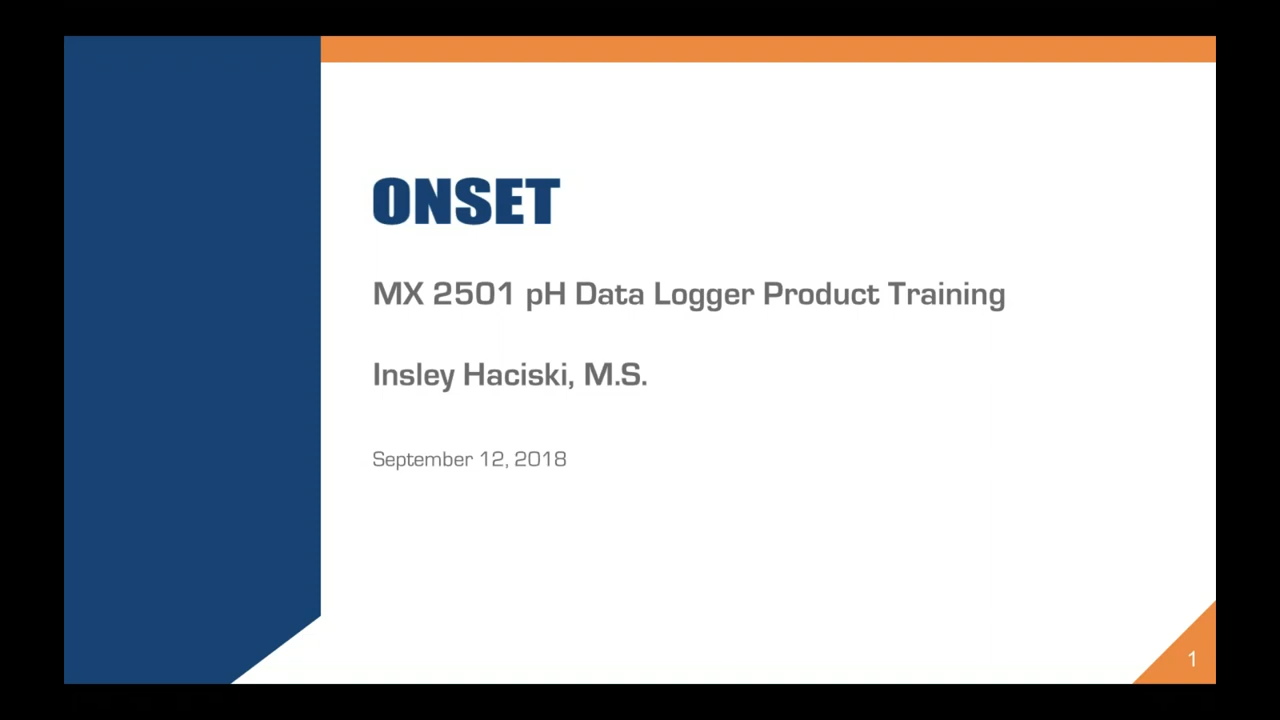 ONSET
MX 2501 pH Data Logger Product Training
Insley Haciski, M.S.
September 12, 2018
1